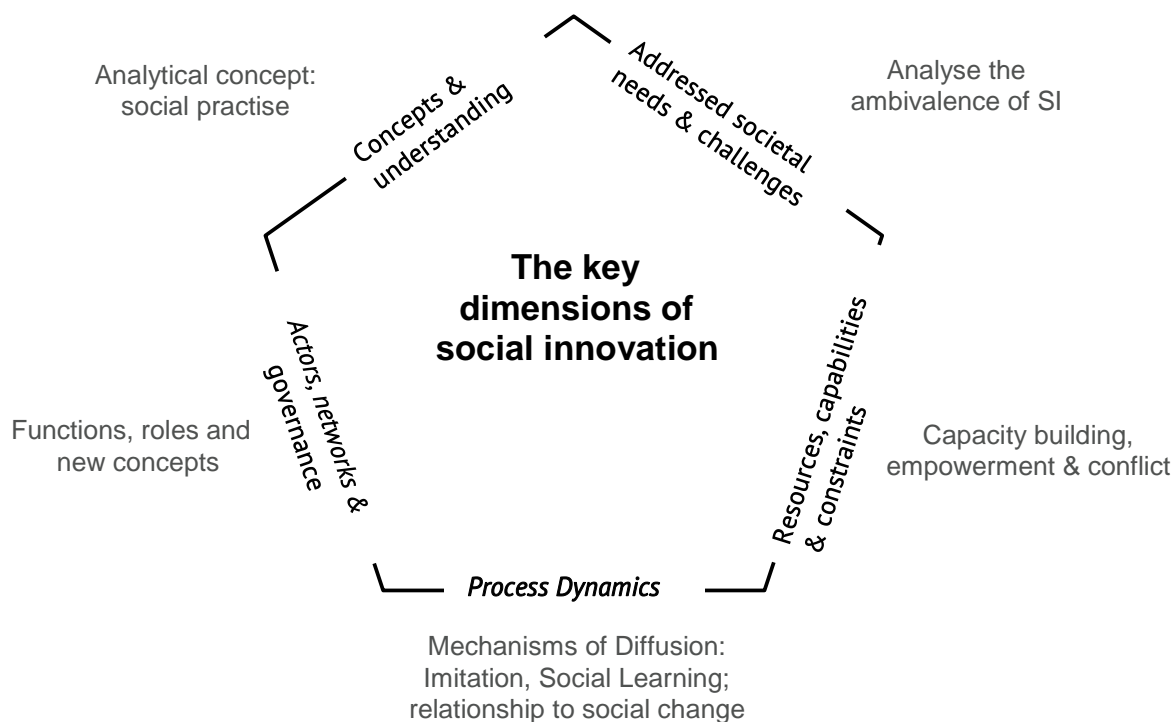 Analytical concept:
social practise
Concepts &
understanding
Addressed societal
needs & challenges
Analyse the
ambivalence of SI
The key
dimensions of
social innovation
Functions, roles and
new concepts
Actors, networks &
governance
Resources, capabilities
& constraints
Capacity building,
empowerment & conflict
Process Dynamics
Mechanisms of Diffusion:
Imitation, Social Learning;
relationship to social change